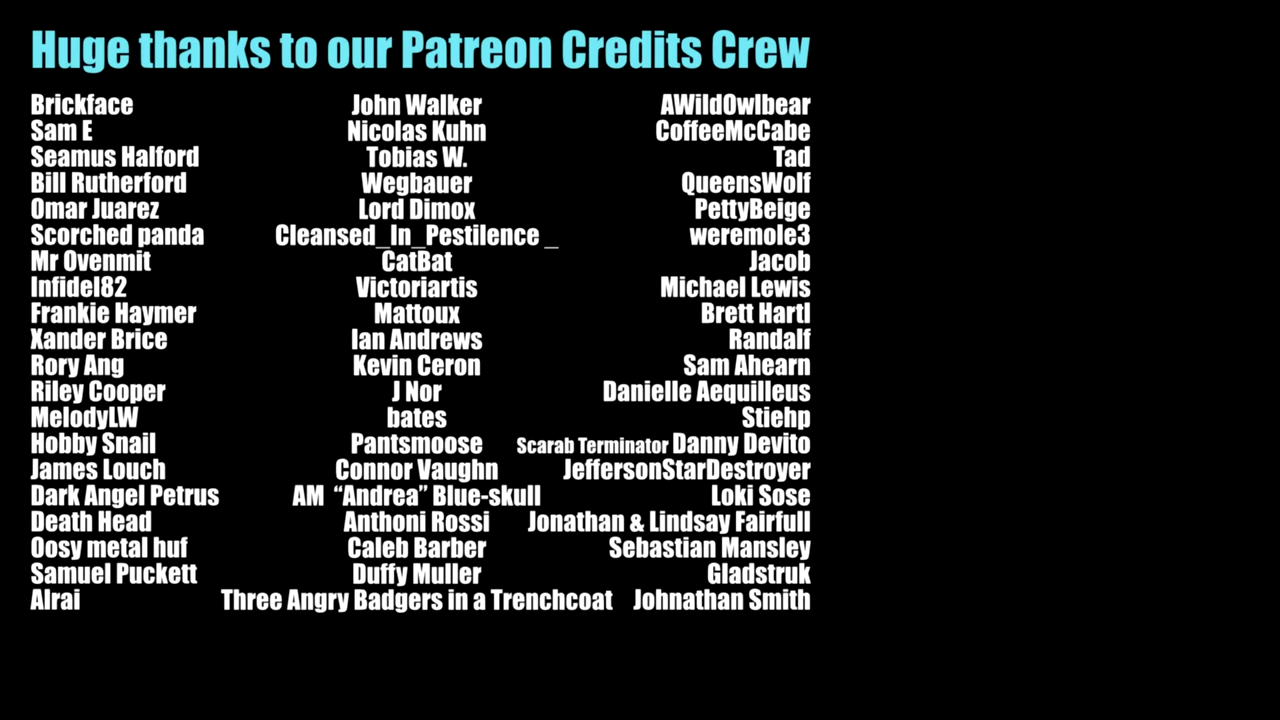 Huge thanks to our Patreon Credits Crew
Brickface John Walker AWildOwlbear
Sam E Nicolas Kuhn CoffeeMcCabe
Seamus Halford Tobias W. Tad
Bill Rutherford Wegbauer QueensWolf
Omar Juarez Lord Dimox PettyBeige
Scorched panda Cleansed_In_Pestilence _ weremole3
Mr Ovenmit CatBat Jacob
Infidel82 Victoriartis Michael Lewis
Frankie Haymer Mattoux Brett Hartl
Xander Brice Ian Andrews Randalf
Rory Ang Kevin Ceron Sam Ahearn
Riley Cooper J Nor Danielle Aequilleus
MelodyLW bates Stiehp
Hobby Snail Pantsmoose Scarab Terminator Danny Devito
James Louch Connor Vaughn JeffersonStarDestroyer
Dark Angel Petrus AM “Andrea” Blue-skull Loki Sose
Death Head Anthoni Rossi Jonathan & Lindsay Fairfull
Oosy metal huf Caleb Barber Sebastian Mansley
Samuel Puckett Duffy Muller Gladstruk
Alrai Three Angry Badgers in a Trenchcoat Johnathan Smith